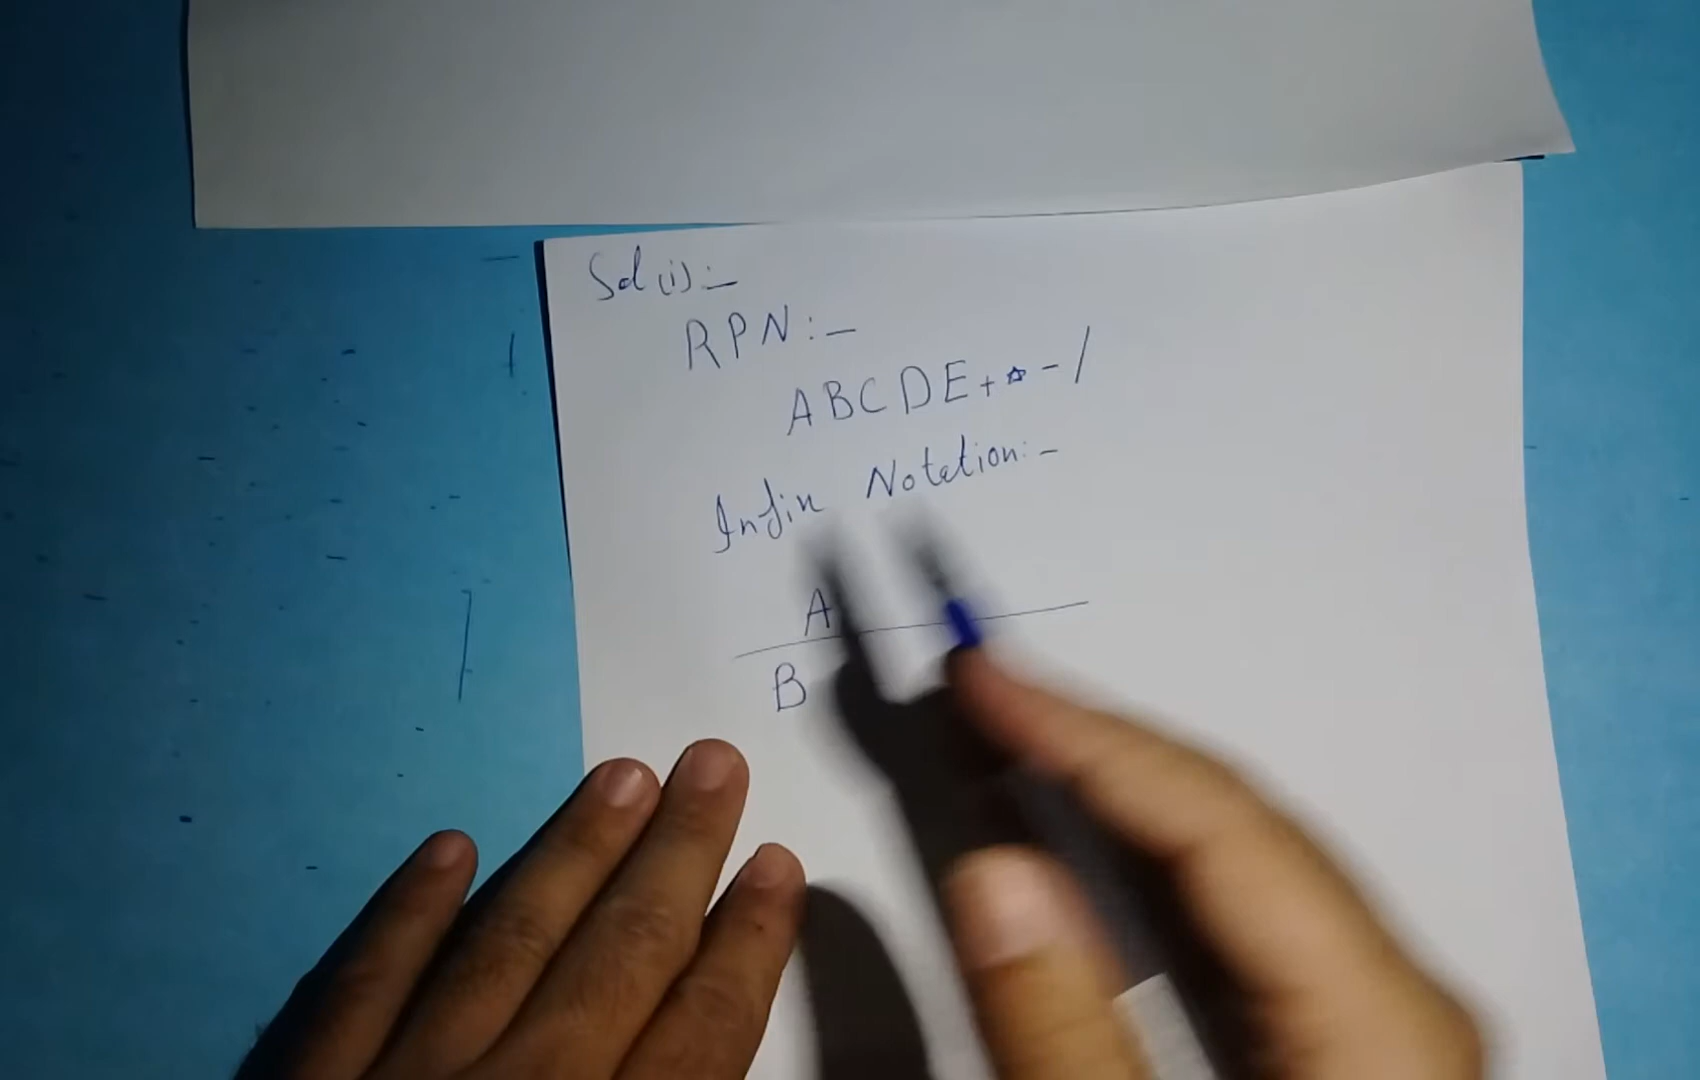 Sol (i):-
RPN:-
ABCDE+*-/
Infix Notation:-
A
B